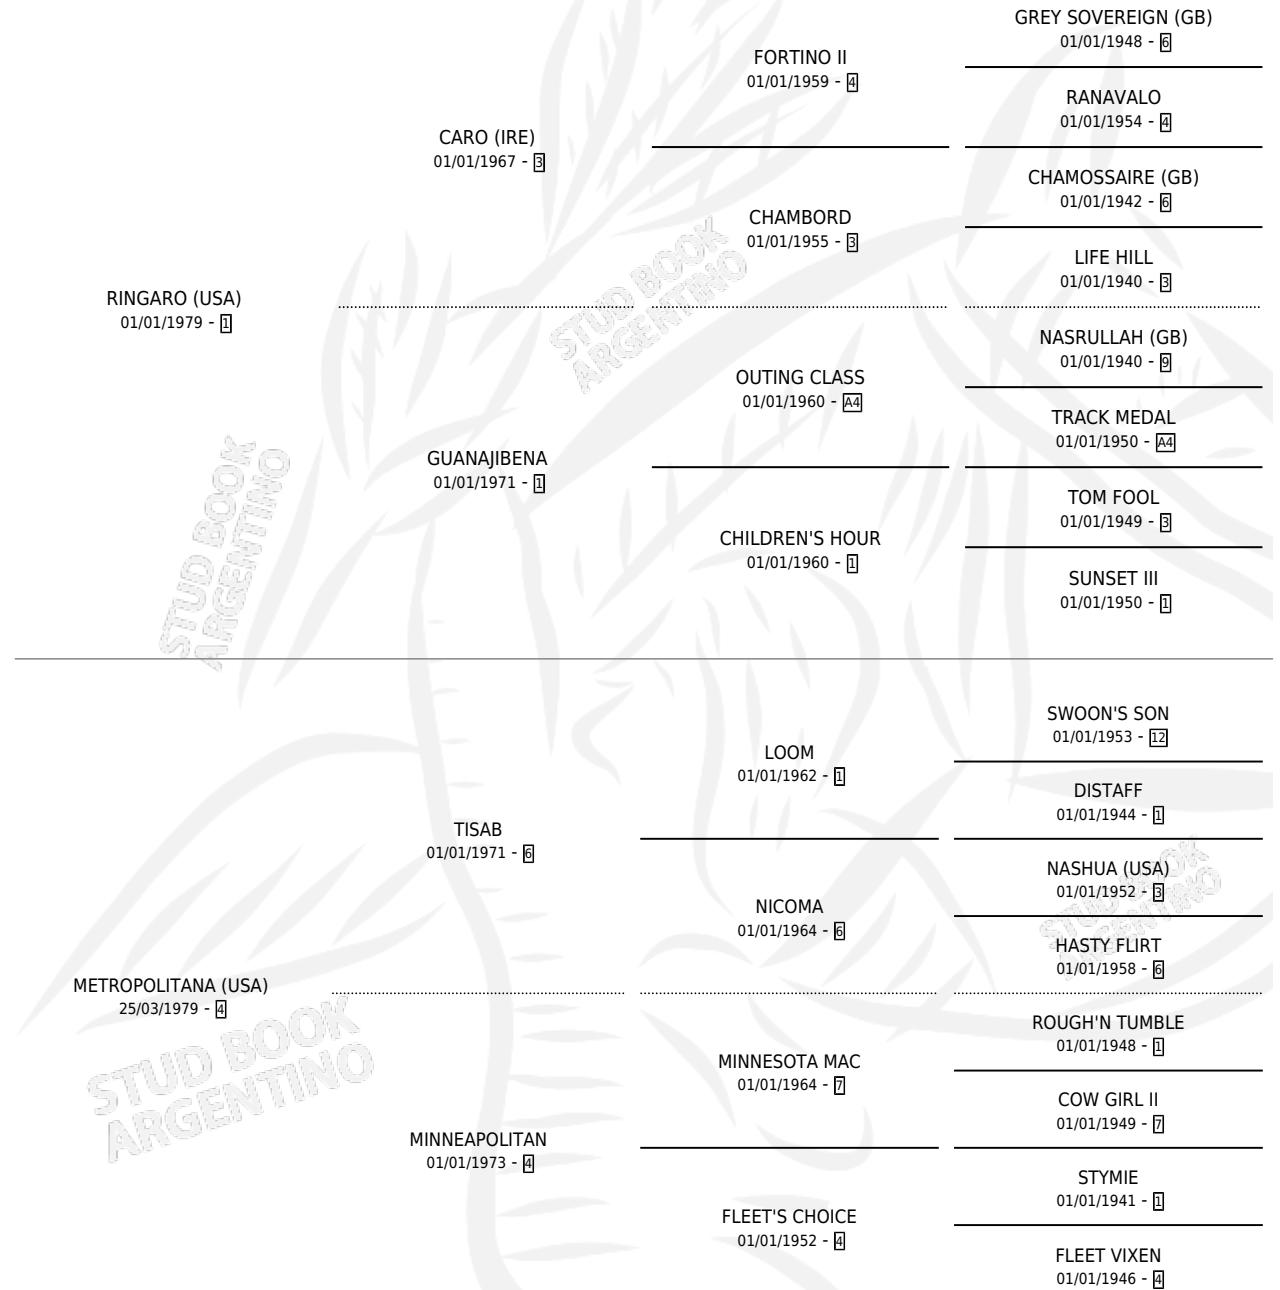 GREY SOVEREIGN (GB)
01/01/1948 - 6
FORTINO II
01/01/1959 - 4
RANAVALO
01/01/1954 - 4
CARO (IRE)
01/01/1967 - 3
CHAMOSSAIRE (GB)
01/01/1942 - 6
CHAMBORD
01/01/1955 - 3
LIFE HILL
01/01/1940 - 3
RINGARO (USA)
01/01/1979 - 1
NASRULLAH (GB)
01/01/1940 - 9
OUTING CLASS
01/01/1960 - A4
TRACK MEDAL
01/01/1950 - A4
GUANAJIBENA
01/01/1971 - 1
TOM FOOL
01/01/1949 - 3
CHILDREN'S HOUR
01/01/1960 - 1
SUNSET III
01/01/1950 - 1
STUD BOOK
ARGENTINO
STUD BOOK
ARGENTINO
SWOON'S SON
01/01/1953 - 12
LOOM
01/01/1962 - 1
DISTAFF
01/01/1944 - 1
TISAB
01/01/1971 - 6
NASHUA (USA)
01/01/1952 - 3
NICOMA
01/01/1964 - 6
HASTY FLIRT
01/01/1958 - 6
STUD BOOK
ARGENTINO
METROPOLITANA (USA)
25/03/1979 - 4
ROUGH'N TUMBLE
01/01/1948 - 1
MINNESOTA MAC
01/01/1964 - 7
COW GIRL II
01/01/1949 - 7
STUD BOOK
ARGENTINO
MINNEAPOLITAN
01/01/1973 - 4
STYMIE
01/01/1941 - 1
FLEET'S CHOICE
01/01/1952 - 4
FLEET VIXEN
01/01/1946 - 4